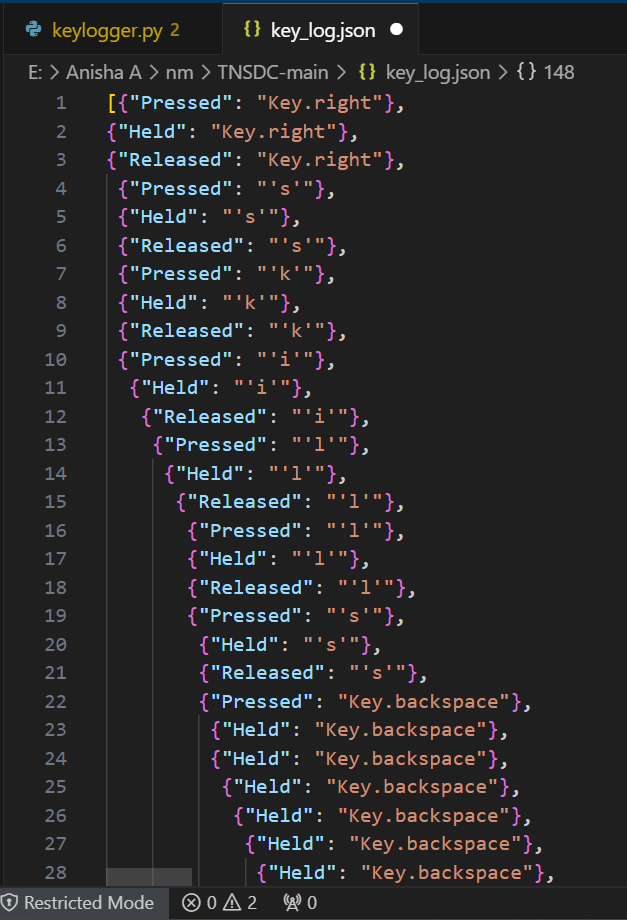 keylogger.py 2
{} key_log.json ●
E: > Anisha A > nm > TNSDC-main > {} key_log.json > {} 148
1 [{"Pressed": "Key.right"},
2 {"Held": "Key.right"},
3 {"Released": "Key.right"},
4 {"Pressed": "'s'"},
5 {"Held": "'s'"},
6 {"Released": "'s'"},
7 {"Pressed": "'k'"},
8 {"Held": "'k'"},
9 {"Released": "'k'"},
10 {"Pressed": "'i'"},
11 {"Held": "'i'"},
12 {"Released": "'i'"},
13 {"Pressed": "'l'"},
14 {"Held": "'l'"},
15 {"Released": "'l'"},
16 {"Pressed": "'l'"},
17 {"Held": "'l'"},
18 {"Released": "'l'"},
19 {"Pressed": "'s'"},
20 {"Held": "'s'"},
21 {"Released": "'s'"},
22 {"Pressed": "Key.backspace"},
23 {"Held": "Key.backspace"},
24 {"Held": "Key.backspace"},
25 {"Held": "Key.backspace"},
26 {"Held": "Key.backspace"},
27 {"Held": "Key.backspace"},
28 {"Held": "Key.backspace"},
Restricted Mode 0 2 0